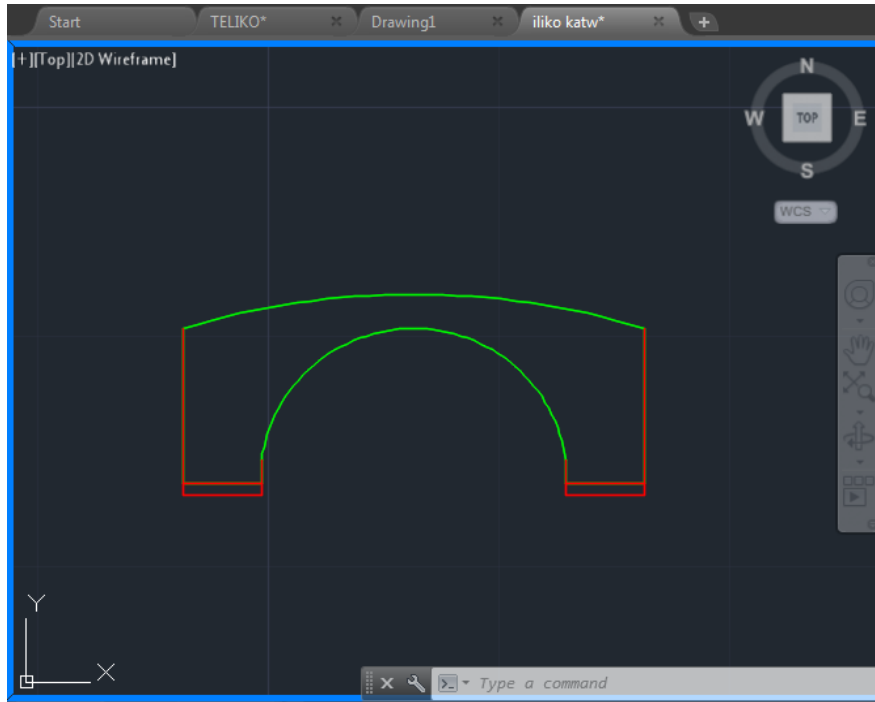 Start TELIKO* Drawing1 iliko katw*
[+][Top][2D Wireframe]
N
W TOP E
S
WCS
Y
X
Type a command